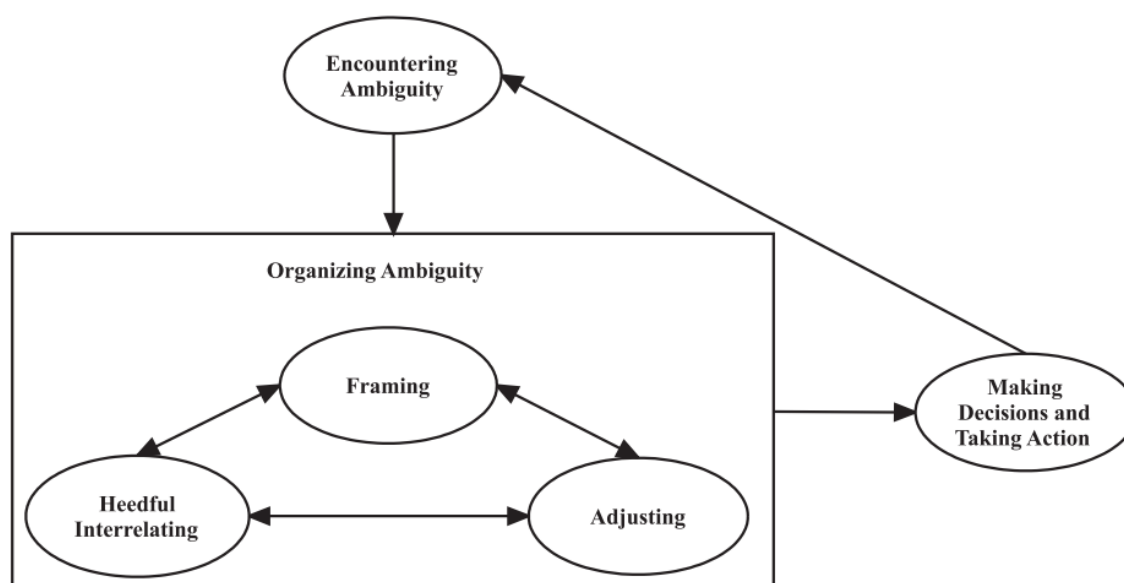 Encountering
Ambiguity
Organizing Ambiguity
Framing
Making
Decisions and
Taking Action
Heedful
Interrelating
Adjusting